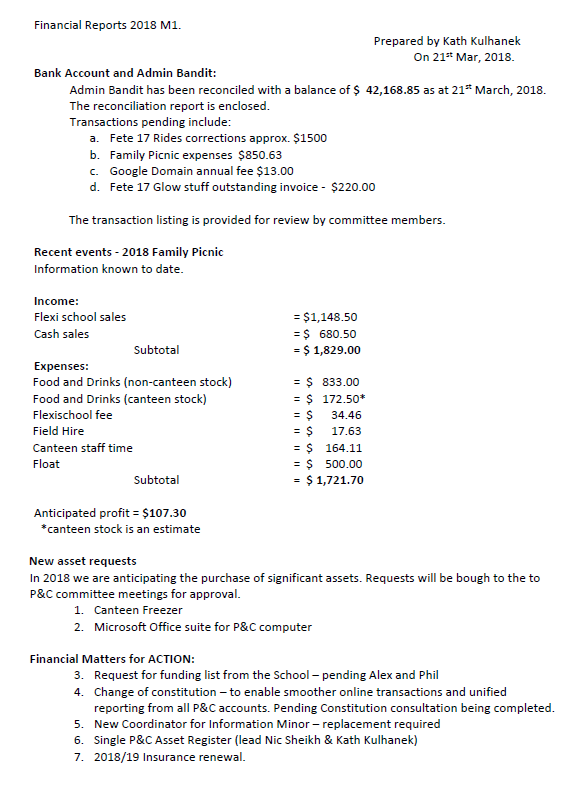 Financial Reports 2018 M1.
Prepared by Kath Kulhanek
On 21st Mar, 2018.
Bank Account and Admin Bandit:
Admin Bandit has been reconciled with a balance of $ 42,168.85 as at 21st March, 2018.
The reconciliation report is enclosed.
Transactions pending include:
a. Fete 17 Rides corrections approx. $1500
b. Family Picnic expenses $850.63
c. Google Domain annual fee $13.00
d. Fete 17 Glow stuff outstanding invoice - $220.00
The transaction listing is provided for review by committee members.
Recent events - 2018 Family Picnic
Information known to date.
Income:
Flexi school sales = $1,148.50
Cash sales = $ 680.50
Subtotal = $ 1,829.00
Expenses:
Food and Drinks (non-canteen stock) = $ 833.00
Food and Drinks (canteen stock) = $ 172.50*
Flexischool fee = $ 34.46
Field Hire = $ 17.63
Canteen staff time = $ 164.11
Float = $ 500.00
Subtotal = $ 1,721.70
Anticipated profit = $107.30
*canteen stock is an estimate
New asset requests
In 2018 we are anticipating the purchase of significant assets. Requests will be bough to the to
P&C committee meetings for approval.
1. Canteen Freezer
2. Microsoft Office suite for P&C computer
Financial Matters for ACTION:
3. Request for funding list from the School – pending Alex and Phil
4. Change of constitution – to enable smoother online transactions and unified
reporting from all P&C accounts. Pending Constitution consultation being completed.
5. New Coordinator for Information Minor – replacement required
6. Single P&C Asset Register (lead Nic Sheikh & Kath Kulhanek)
7. 2018/19 Insurance renewal.